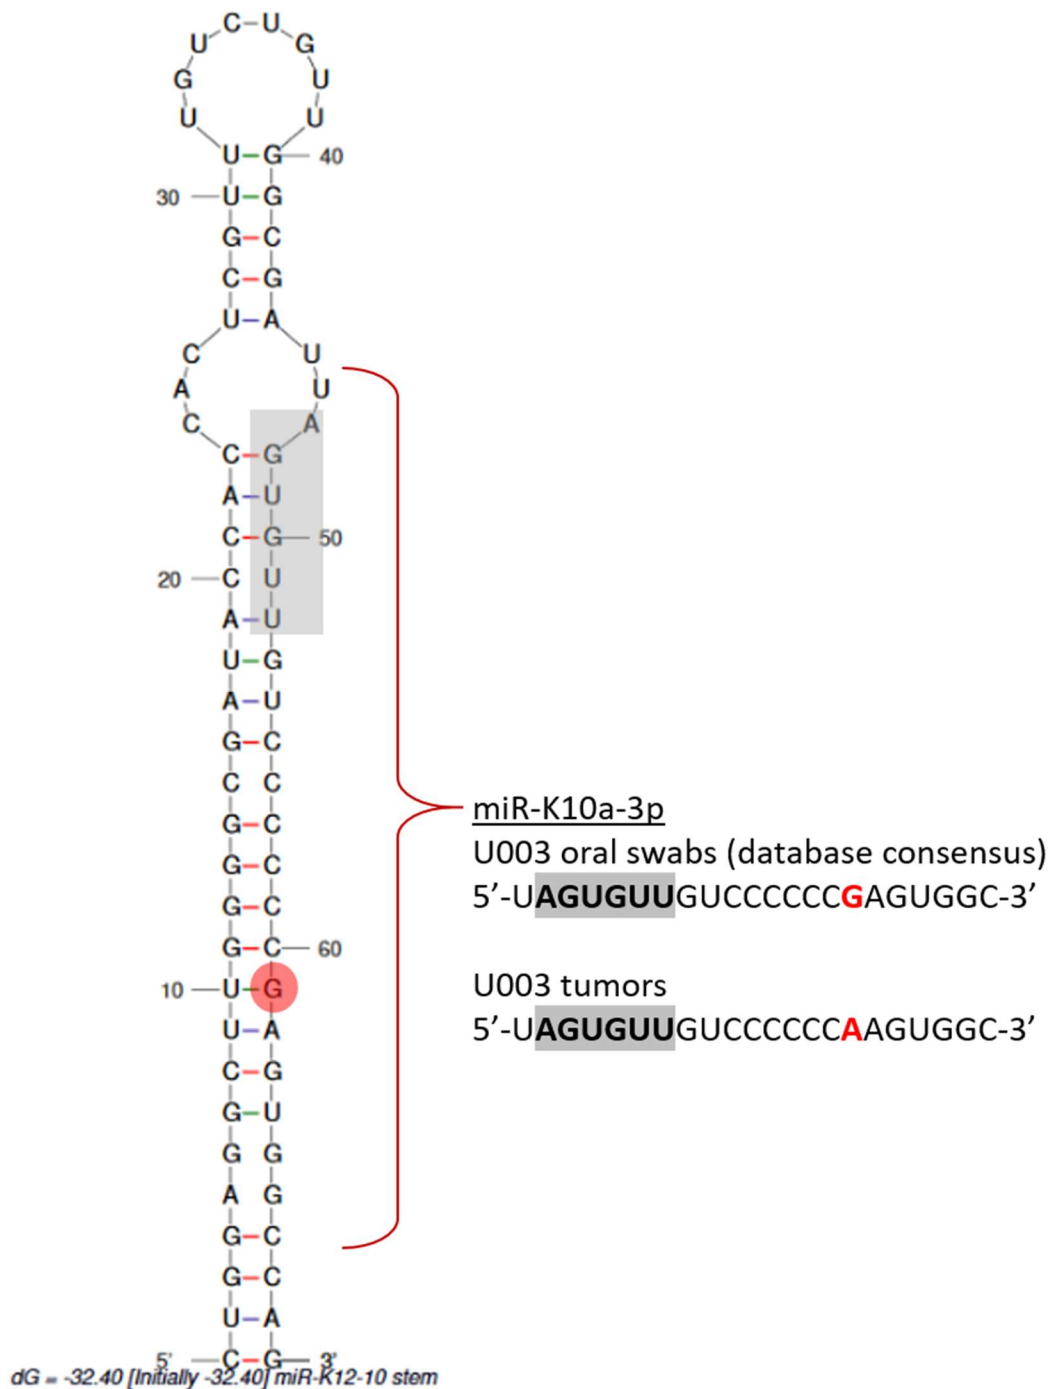 C-U
U G
G U
U U
U-G 40
30 U-G
G-C
C-G
U-A
C U
A U
C A
C-G
A-U
C-G 50
20 C U
A-U
U-G
A-U
G-C
C C
G-C
G-C
G-C
G-C 60
10 U-G
U-A
C-G
G-U
G G
A G
G-C
G-C
U-A
5' C-G 3'
dG = -32.40 [Initially -32.40] miR-K12-10 stem
miR-K10a-3p
U003 oral swabs (database consensus)
5’-UAGUGUUGUCCCCCCGAGUGGC-3’
U003 tumors
5’-UAGUGUUGUCCCCCCAAGUGGC-3’